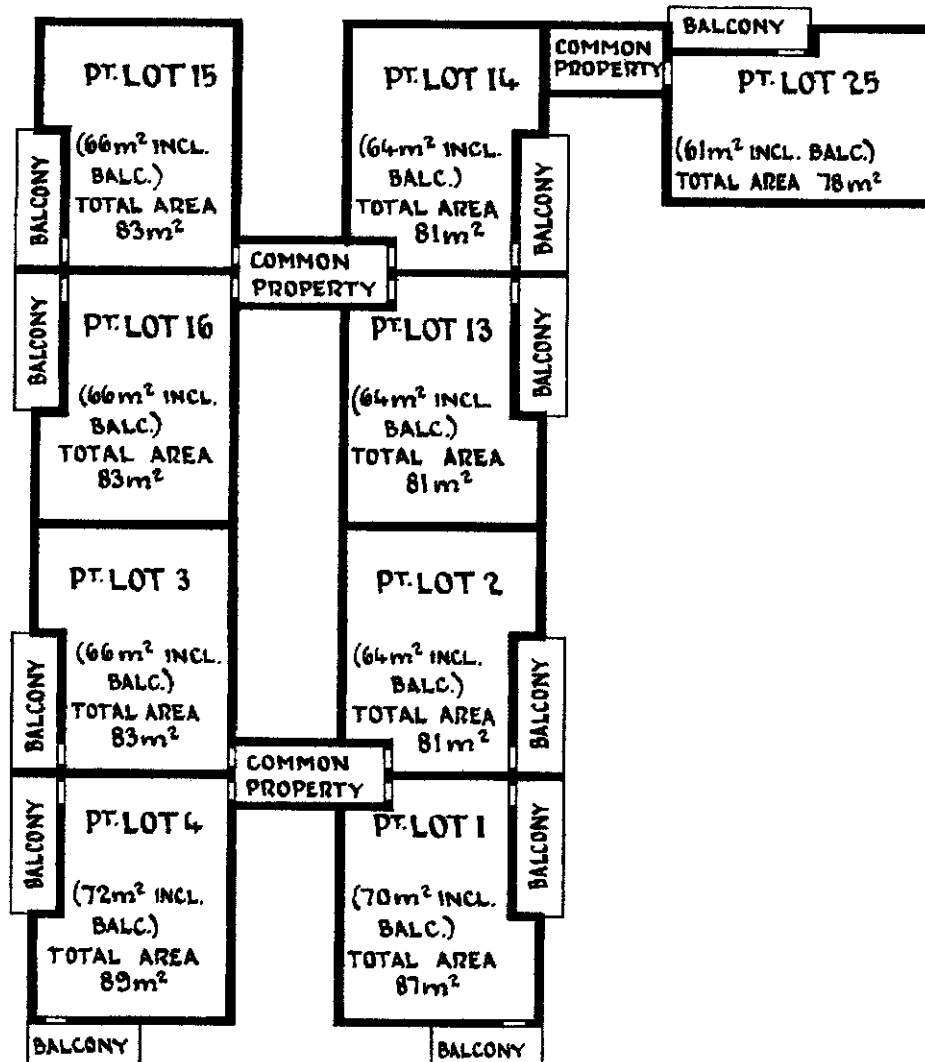 BALCONY
PT. LOT 15
(66m² INCL.
BALC.)
TOTAL AREA
83m²
BALCONY
PT. LOT 14
(64m² INCL.
BALC.)
TOTAL AREA
81m²
BALCONY
COMMON
PROPERTY
BALCONY
PT. LOT 25
(61m² INCL. BALC.)
TOTAL AREA 78m²
COMMON
PROPERTY
BALCONY
PT. LOT 16
(66m² INCL.
BALC.)
TOTAL AREA
83m²
PT. LOT 13
(64m² INCL.
BALC.)
TOTAL AREA
81m²
BALCONY
BALCONY
PT. LOT 3
(66m² INCL.
BALC.)
TOTAL AREA
83m²
PT. LOT 2
(64m² INCL.
BALC.)
TOTAL AREA
81m²
BALCONY
COMMON
PROPERTY
BALCONY
PT. LOT 4
(72m² INCL.
BALC.)
TOTAL AREA
89m²
BALCONY
PT. LOT 1
(70m² INCL.
BALC.)
TOTAL AREA
87m²
BALCONY
BALCONY